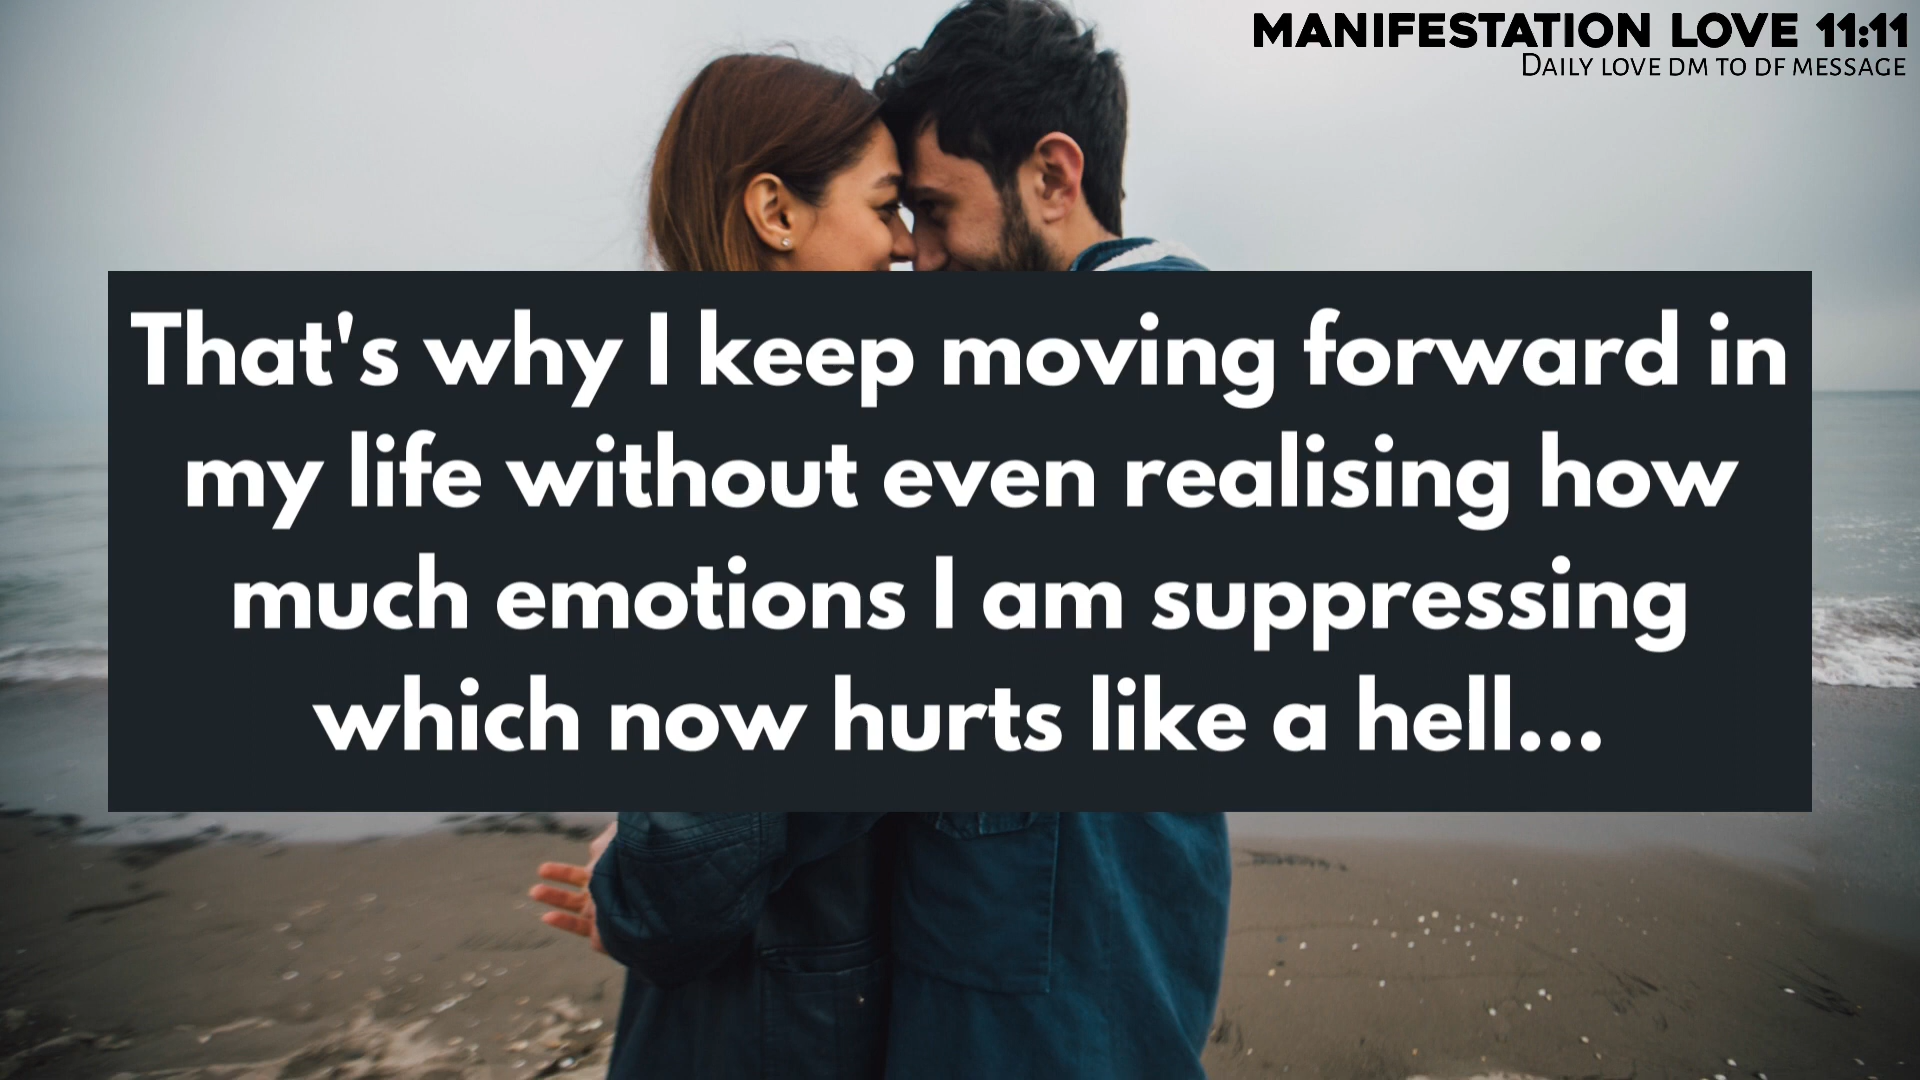 MANIFESTATION LOVE 11:11
DAILY LOVE DM TO DF MESSAGE
That's why I keep moving forward in
my life without even realising how
much emotions I am suppressing
which now hurts like a hell...